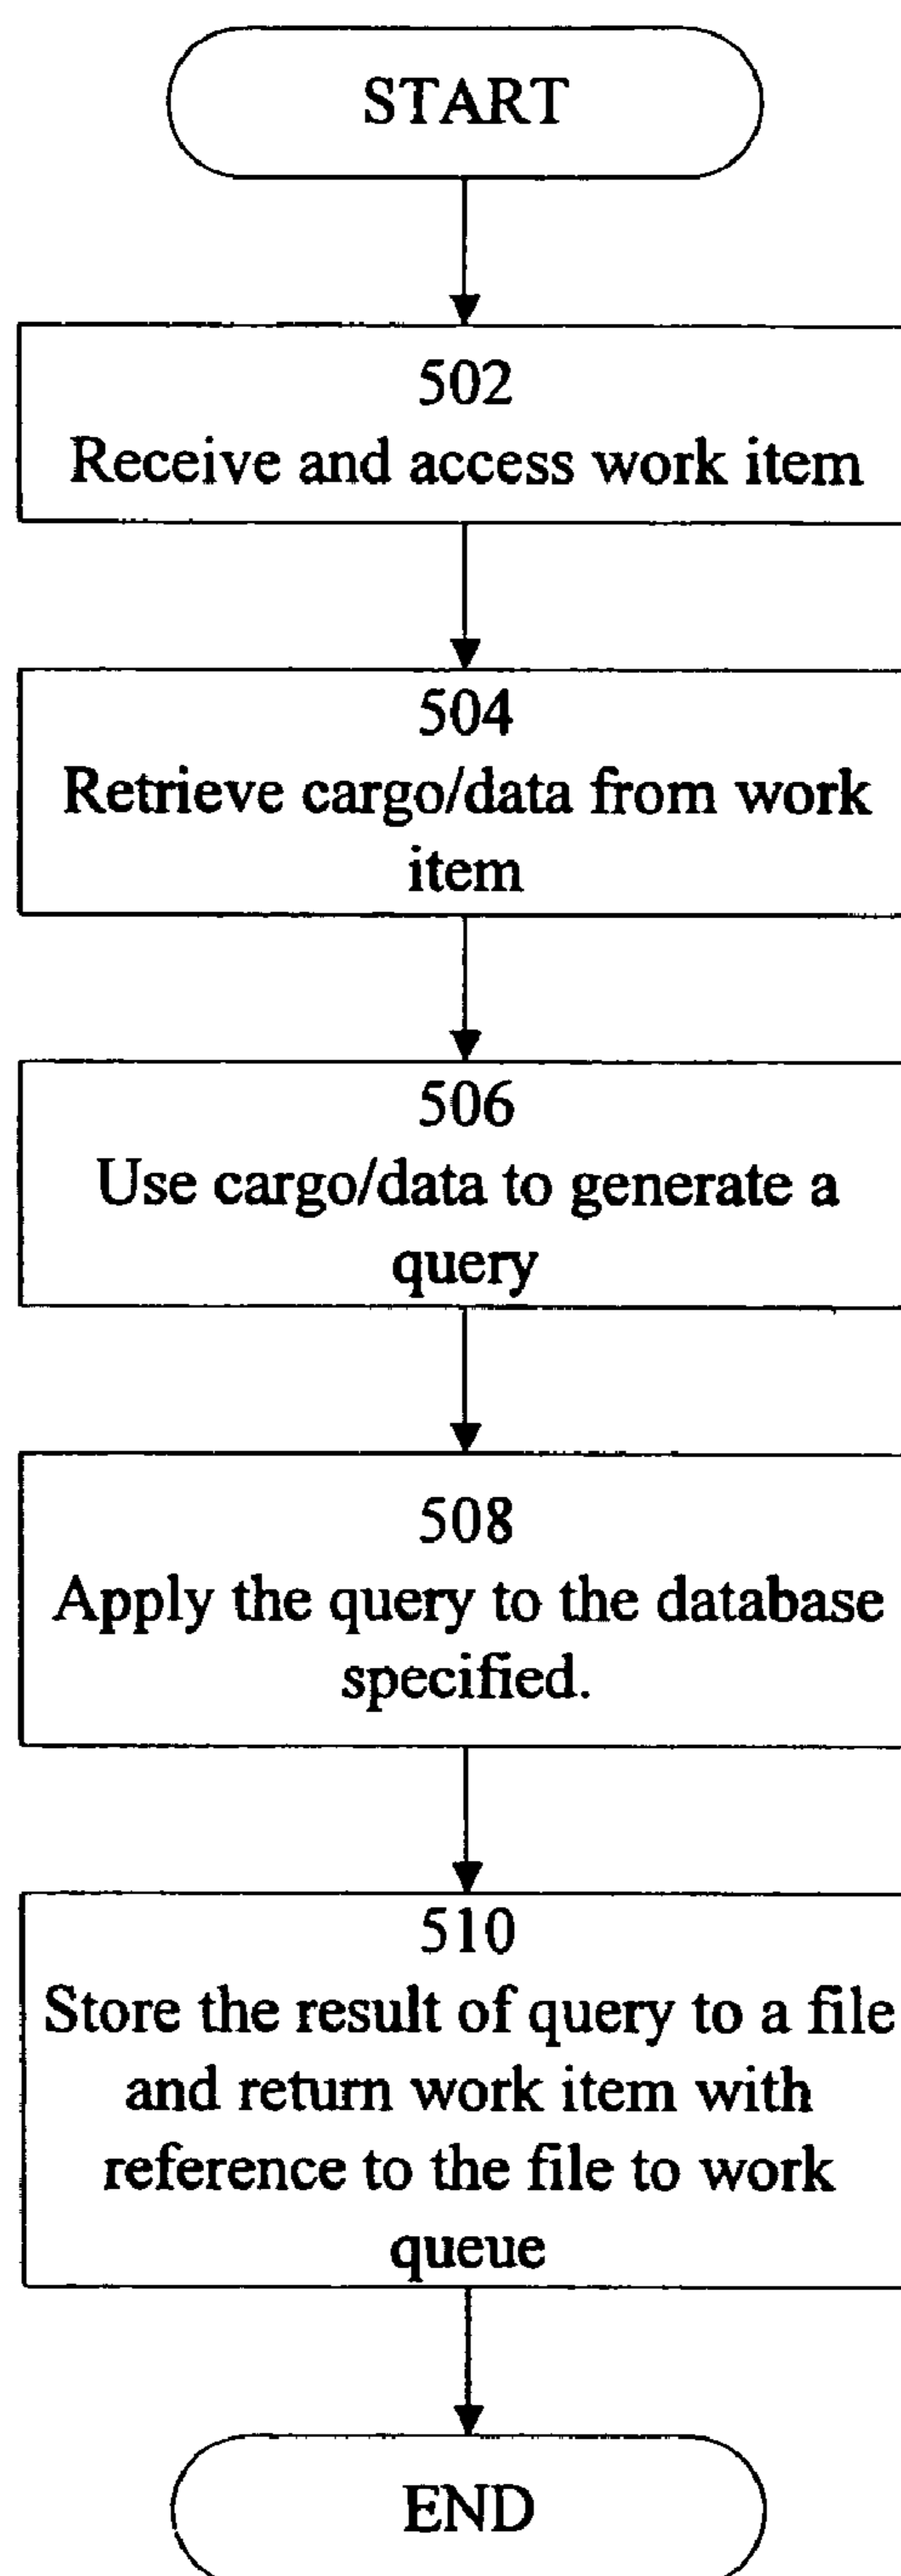 START
502
Receive and access work item
504
Retrieve cargo/data from work
item
506
Use cargo/data to generate a
query
508
Apply the query to the database
specified.
510
Store the result of query to a file
and return work item with
reference to the file to work
queue
END